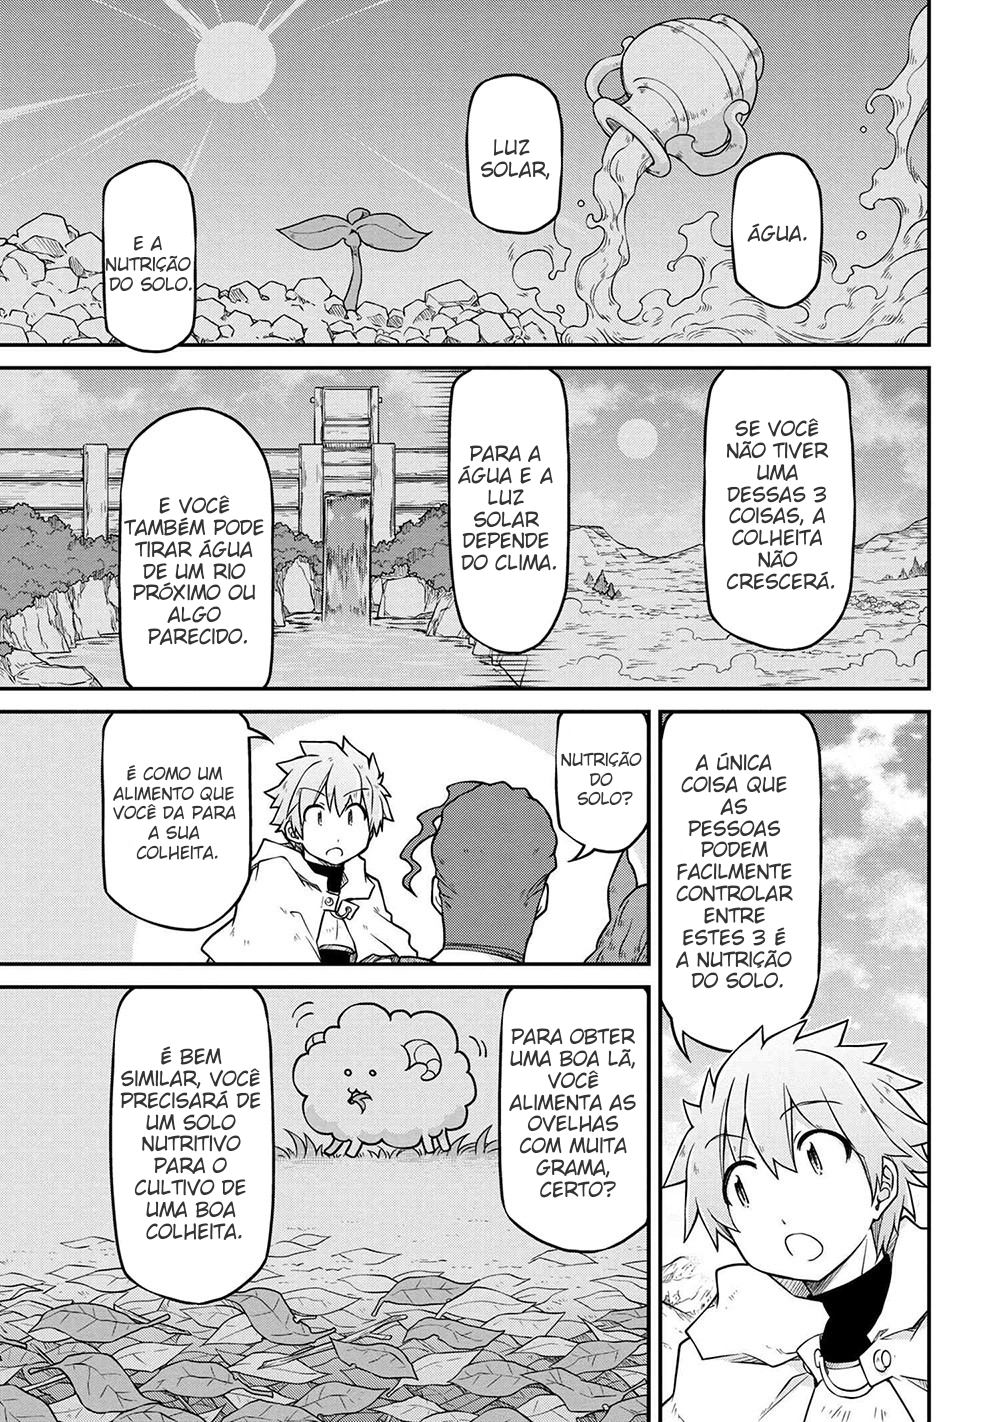 ÁGUA.
LUZ
SOLAR,
E A
NUTRIÇÃO
DO SOLO.
SE VOCÊ
NÃO TIVER
UMA
DESSAS 3
COISAS, A
COLHEITA
NÃO
CRESCERÁ.
PARA A
ÁGUA E A
LUZ
SOLAR
DEPENDE
DO CLIMA.
E VOCÊ
TAMBÉM PODE
TIRAR ÁGUA
DE UM RIO
PRÓXIMO OU
ALGO
PARECIDO.
A ÚNICA
COISA QUE
AS
PESSOAS
PODEM
FACILMENTE
CONTROLAR
ENTRE
ESTES 3 É
A NUTRIÇÃO
DO SOLO.
NUTRIÇÃO
DO
SOLO?
É COMO UM
ALIMENTO QUE
VOCÊ DA PARA
A SUA
COLHEITA.
PARA OBTER
UMA BOA LÃ,
VOCÊ
ALIMENTA AS
OVELHAS
COM MUITA
GRAMA,
CERTO?
É BEM
SIMILAR, VOCÊ
PRECISARÁ DE
UM SOLO
NUTRITIVO
PARA O
CULTIVO DE
UMA BOA
COLHEITA.